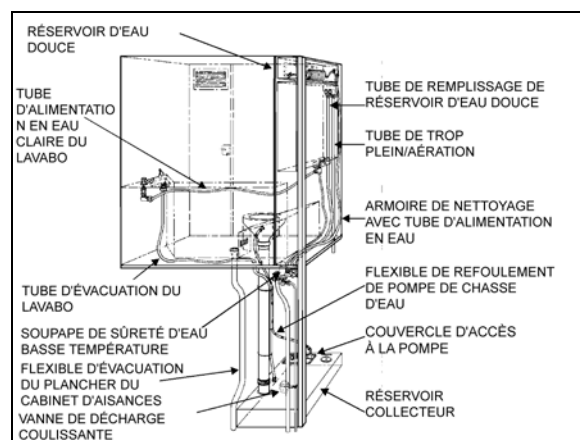 RÉSERVOIR D'EAU
DOUCE
TUBE
D'ALIMENTATIO
N EN EAU
CLAIRE DU
LAVABO
TUBE D'ÉVACUATION DU
LAVABO
SOUPAPE DE SÛRETÉ D'EAU
BASSE TEMPÉRATURE
FLEXIBLE D'ÉVACUATION
DU PLANCHER DU
CABINET D'AISANCES
VANNE DE DÉCHARGE
COULISSANTE
TUBE DE REMPLISSAGE DE
RÉSERVOIR D'EAU DOUCE
TUBE DE TROP
PLEIN/AÉRATION
ARMOIRE DE NETTOYAGE
AVEC TUBE D'ALIMENTATION
EN EAU
FLEXIBLE DE REFOULEMENT
DE POMPE DE CHASSE
D'EAU
COUVERCLE D'ACCÈS
À LA POMPE
RÉSERVOIR
COLLECTEUR